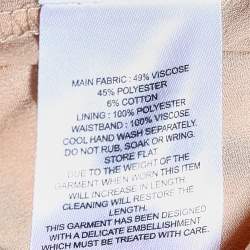 MAIN FABRIC : 49% VISCOSE
45% POLYESTER
6% COTTON
LINING : 100% POLYESTER
WAISTBAND : 100% VISCOSE
COOL HAND WASH SEPARATELY.
DO NOT RUB, SOAK OR WRING.
STORE FLAT
DUE TO THE WEIGHT OF THE
GARMENT WHEN WORN THIS ITEM
WILL INCREASE IN LENGTH.
CLEANING WILL RESTORE THE
LENGTH.
THIS GARMENT HAS BEEN DESIGNED
WITH A DELICATE EMBELLISHMENT
WHICH MUST BE TREATED WITH CARE.